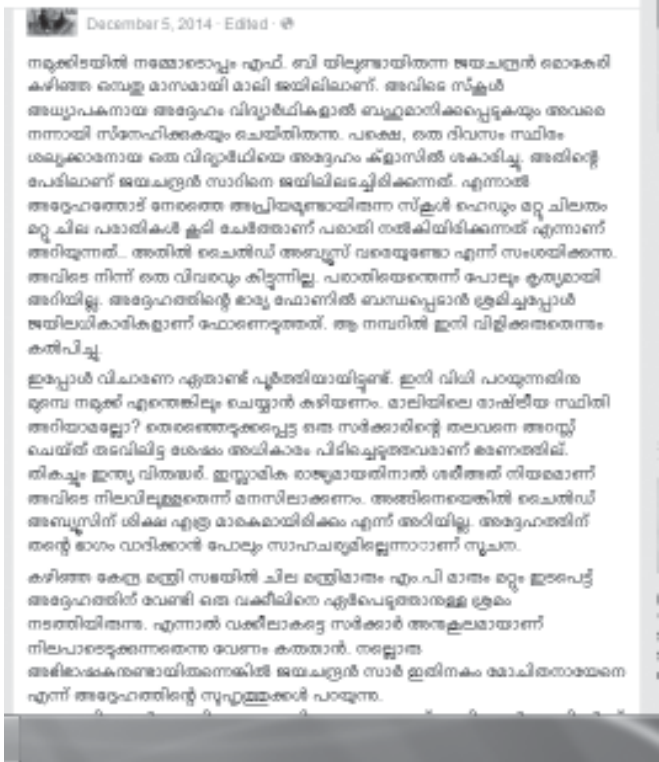 December 5, 2014 · Edited ·
നമുക്കിടയിൽ നമ്മോടൊപ്പം എഫ്. ബി യിലുണ്ടായിരുന്ന ജയചന്ദ്രൻ മൊകേരി
കഴിഞ്ഞ ഒമ്പതു മാസമായി മാലി ജയിലിലാണ്. അവിടെ സ്കൂൾ
അധ്യാപകനായ അദ്ദേഹം വിദ്യാർഥികളാൽ ബഹുമാനിക്കപ്പെടുകയും അവരെ
നന്നായി സ്നേഹിക്കുകയും ചെയ്തിരുന്നു. പക്ഷെ, ഒരു ദിവസം സ്ഥിരം
ശല്യക്കാരനോയ ഒരു വിദ്യാർഥിയെ അദ്ദേഹം ക്ളാസിൽ ശകാരിച്ചു. അതിന്റെ
പേരിലാണ് ജയചന്ദ്രൻ സാറിനെ ജയിലിലടച്ചിരിക്കുന്നത്. എന്നാൽ
അദ്ദേഹത്തോട് നേരത്തെ അപ്രിയമുണ്ടായിരുന്ന സ്കൂൾ ഹെഡും മറ്റു ചിലരും
മറ്റു ചില പരാതികൾ കൂടി ചേർത്താണ് പരാതി നൽകിയിരിക്കുന്നത് എന്നാണ്
അറിയുന്നത്.. അതിൽ ചൈൽഡ് അബ്യൂസ് വരെയുണ്ടോ എന്ന് സംശയിക്കുന്നു.
അവിടെ നിന്ന് ഒരു വിവരവും കിട്ടുന്നില്ല. പരാതിയെന്തെന്ന് പോലും കൃത്യമായി
അറിയില്ല. അദ്ദേഹത്തിന്റെ ഭാര്യ ഫോണിൽ ബന്ധപ്പെടാൻ ശ്രമിച്ചപ്പോൾ
ജയിലധികാരികളാണ് ഫോണെടുത്തത്. ആ നമ്പറിൽ ഇനി വിളിക്കരുതെന്നും
കൽപിച്ചു.
ഇപ്പോൾ വിചാരണ ഏതാണ്ട് പൂർത്തിയായിട്ടുണ്ട്. ഇനി വിധി പറയുന്നതിനു
മുമ്പെ നമുക്ക് എന്തെങ്കിലും ചെയ്യാൻ കഴിയണം. മാലിയിലെ രാഷ്ട്രീയ സ്ഥിതി
അറിയാമല്ലോ? തെരഞ്ഞെടുക്കപ്പെട്ട ഒരു സർക്കാരിന്റെ തലവനെ അറസ്റ്റ്
ചെയ്ത് തടവിലിട്ട ശേഷം അധികാരം പിടിച്ചെടുത്തവരാണ് ഭരണത്തില്.
തികച്ചും ഇന്ത്യ വിരുദ്ധർ. ഇസ്ലാമിക രാജ്യമായതിനാൽ ശരീഅത് നിയമമാണ്
അവിടെ നിലവിലുള്ളതെന്ന് മനസിലാക്കണം. അങ്ങിനെയെങ്കിൽ ചൈൽഡ്
അബ്യൂസിന് ശിക്ഷ എത്ര മാരകമായിരിക്കും എന്ന് അറിയില്ല. അദ്ദേഹത്തിന്
തന്റെ ഭാഗം വാദിക്കാൻ പോലും സാഹചര്യമില്ലെന്നാാാണ് സൂചന.
കഴിഞ്ഞ കേന്ദ്ര മന്ത്രി സഭയിൽ ചില മന്ത്രിമാരും എം.പി മാരും മറ്റും ഇടപെട്ട്
അദ്ദേഹത്തിന് വേണ്ടി ഒരു വക്കീലിനെ ഏർപെടുത്താനുള്ള ശ്രമം
നടത്തിയിരുന്നു. എന്നാൽ വക്കീലാകട്ടെ സർക്കാർ അനുകൂലമായാണ്
നിലപാടെടുക്കുന്നതെന്നു വേണം കരുതാൻ. നല്ലൊരു
അഭിഭാഷകനുണ്ടായിരുന്നെങ്കിൽ ജയചന്ദ്രൻ സാർ ഇതിനകം മോചിതനായേനെ
എന്ന് അദ്ദേഹത്തിന്റെ സുഹൃത്തുക്കൾ പറയുന്നു.